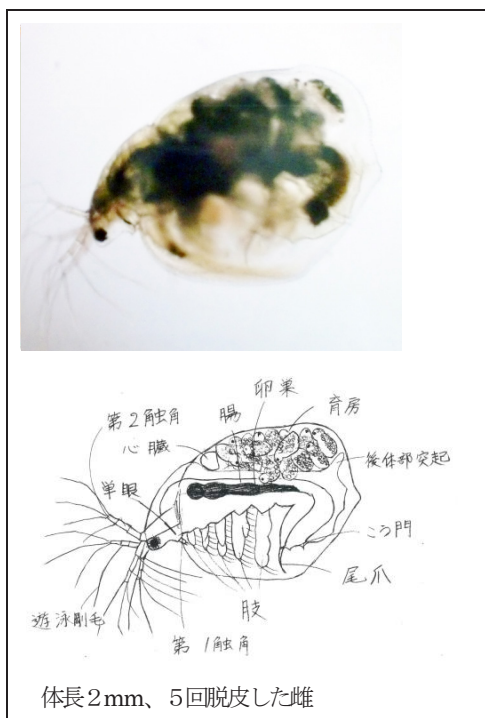 卵巣
腸
育房
第2触角
心臓
後体部突起
単眼
こう門
尾爪
肢
遊泳剛毛
第1触角
体長2mm、5回脱皮した雌